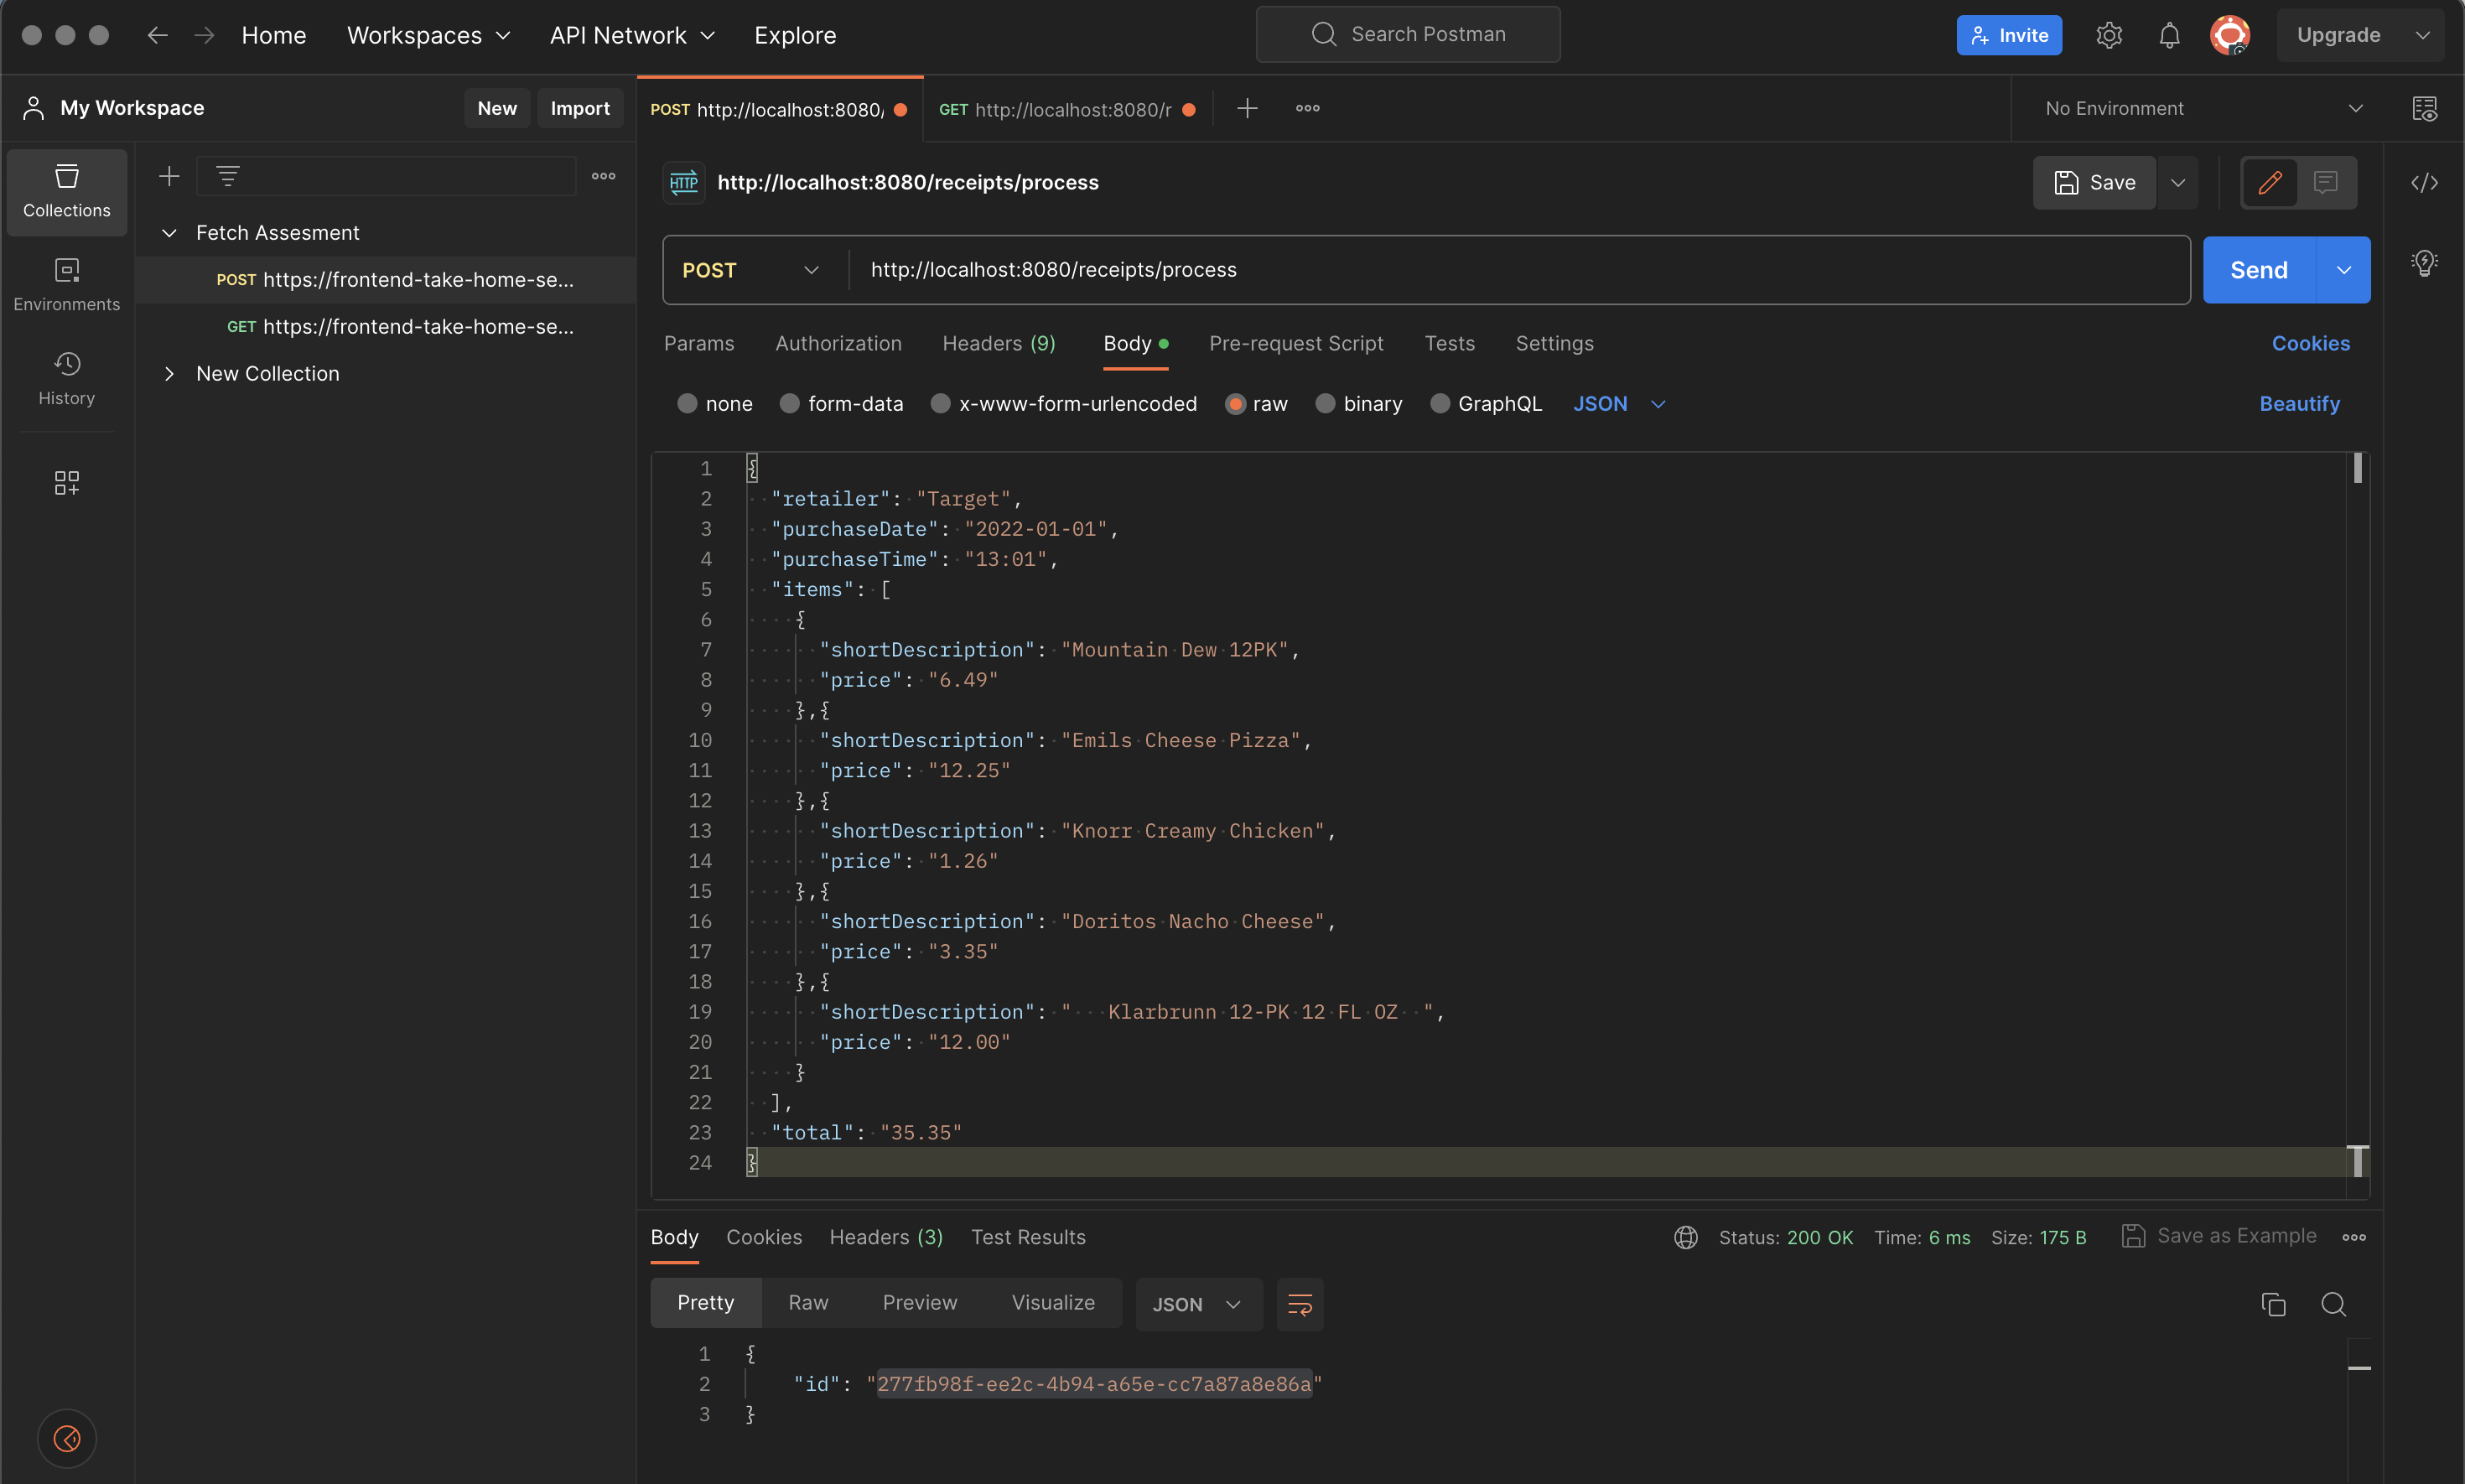 Home Workspaces API Network Explore Search Postman Invite Upgrade
My Workspace New Import
POST http://localhost:8080/ GET http://localhost:8080/r No Environment
Collections
Environments
History
Fetch Assesment
POST https://frontend-take-home-se...
GET https://frontend-take-home-se...
New Collection
HTTP http://localhost:8080/receipts/process Save
POST http://localhost:8080/receipts/process Send
Params Authorization Headers (9) Body Pre-request Script Tests Settings Cookies
none form-data x-www-form-urlencoded raw binary GraphQL JSON Beautify
1 {
2 "retailer": "Target",
3 "purchaseDate": "2022-01-01",
4 "purchaseTime": "13:01",
5 "items": [
6 {
7 "shortDescription": "Mountain Dew 12PK",
8 "price": "6.49"
9 },{
10 "shortDescription": "Emils Cheese Pizza",
11 "price": "12.25"
12 },{
13 "shortDescription": "Knorr Creamy Chicken",
14 "price": "1.26"
15 },{
16 "shortDescription": "Doritos Nacho Cheese",
17 "price": "3.35"
18 },{
19 "shortDescription": "   Klarbrunn 12-PK 12 FL OZ  ",
20 "price": "12.00"
21 }
22 ],
23 "total": "35.35"
24 }
Body Cookies Headers (3) Test Results Status: 200 OK Time: 6 ms Size: 175 B Save as Example
Pretty Raw Preview Visualize JSON
1 {
2 "id": "277fb98f-ee2c-4b94-a65e-cc7a87a8e86a"
3 }